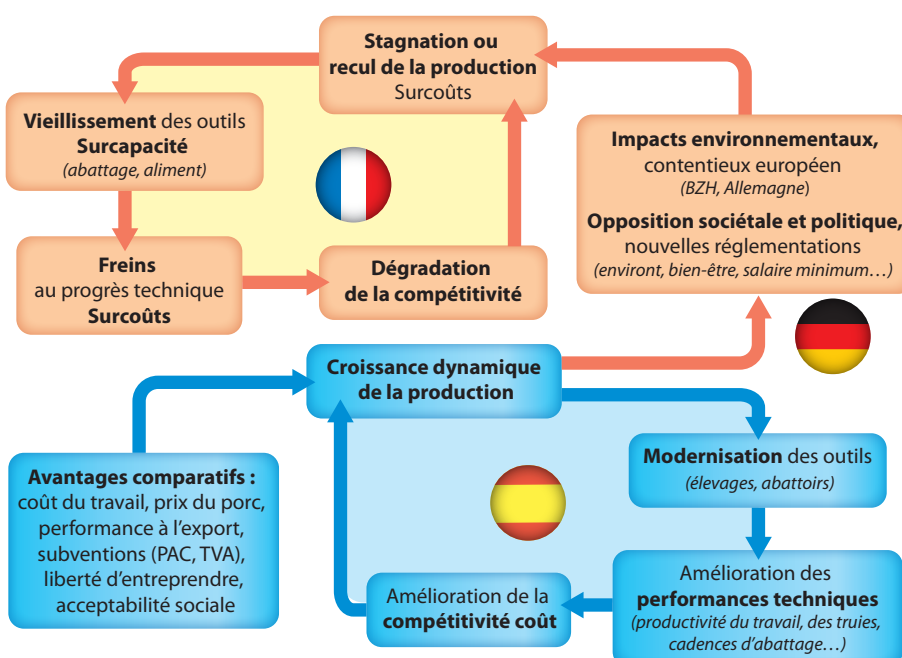 Stagnation ou
recul de la production
Surcoûts
Vieillissement des outils
Surcapacité
(abattage, aliment)
Freins
au progrès technique
Surcoûts
Dégradation
de la compétitivité
Impacts environnementaux,
contentieux européen
(BZH, Allemagne)
Opposition sociétale et politique,
nouvelles réglementations
(environt, bien-être, salaire minimum…)
Croissance dynamique
de la production
Avantages comparatifs :
coût du travail, prix du porc,
performance à l’export,
subventions (PAC, TVA),
liberté d’entreprendre,
acceptabilité sociale
Modernisation des outils
(élevages, abattoirs)
Amélioration des
performances techniques
(productivité du travail, des truies,
cadences d’abattage…)
Amélioration de la
compétitivité coût